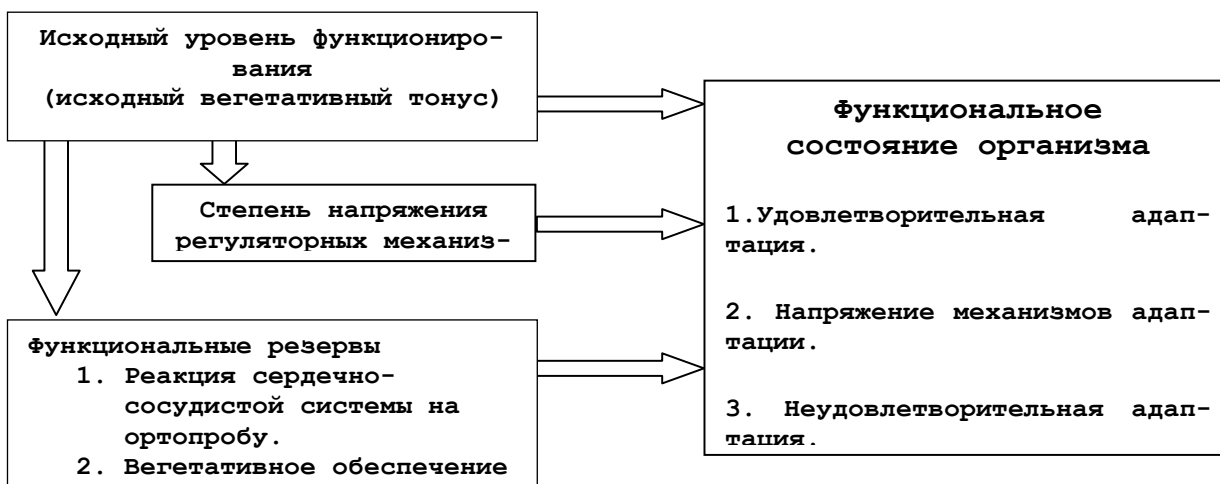 Исходный уровень функциониро-
вания
(исходный вегетативный тонус)
Функциональное
состояние организма
Степень напряжения
регуляторных механиз-
1.Удовлетворительная адап-
тация.
2. Напряжение механизмов адап-
тации.
3. Неудовлетворительная адап-
тация.
Функциональные резервы
1. Реакция сердечно-
сосудистой системы на
ортопробу.
2. Вегетативное обеспечение